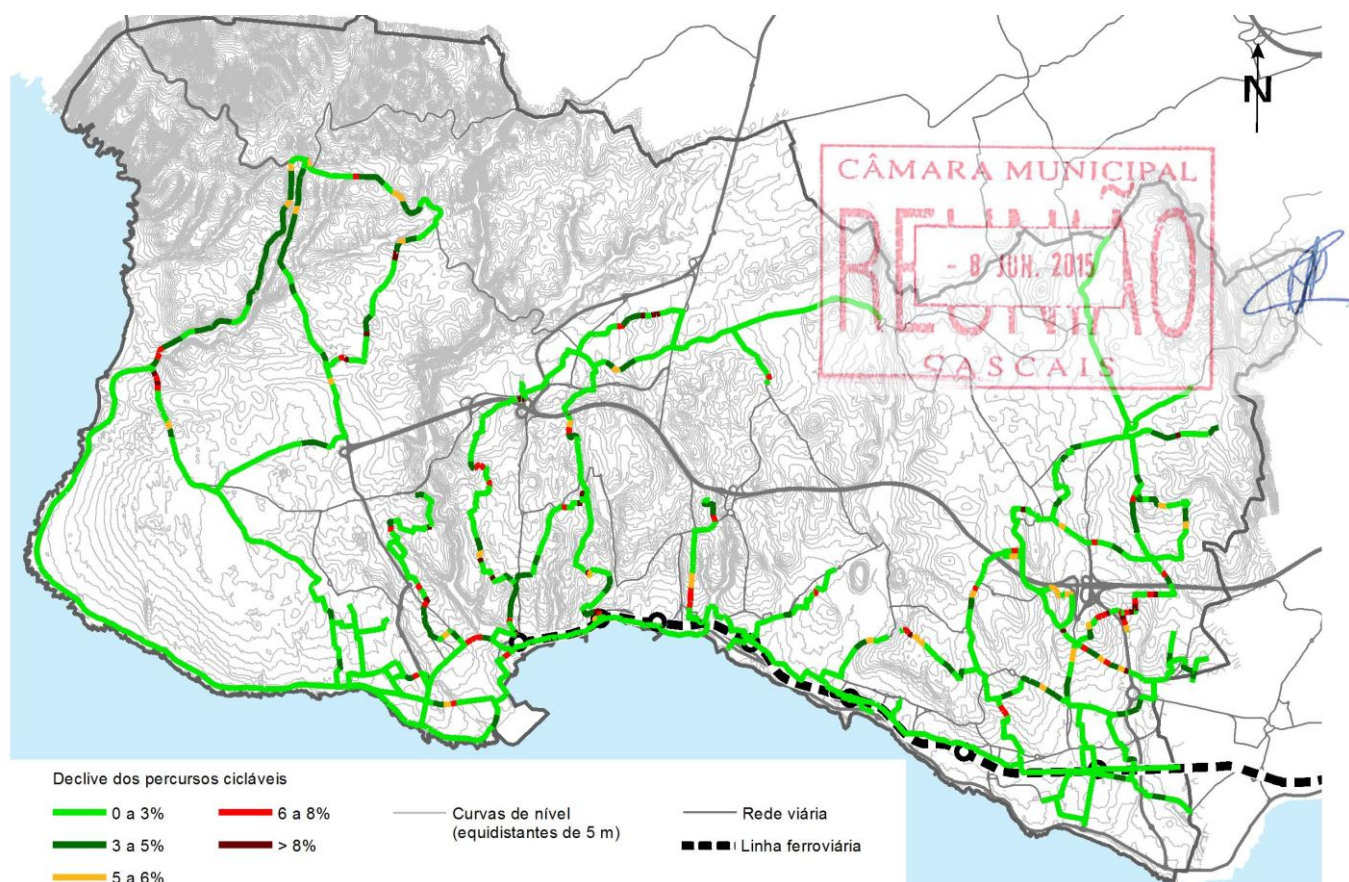 N
CÂMARA MUNICIPAL
REUNIÃO
- 8 JUN. 2015
CASCAIS
Declive dos percursos cicláveis
0 a 3%
3 a 5%
5 a 6%
6 a 8%
> 8%
Curvas de nível
(equidistantes de 5 m)
Rede viária
Linha ferroviária